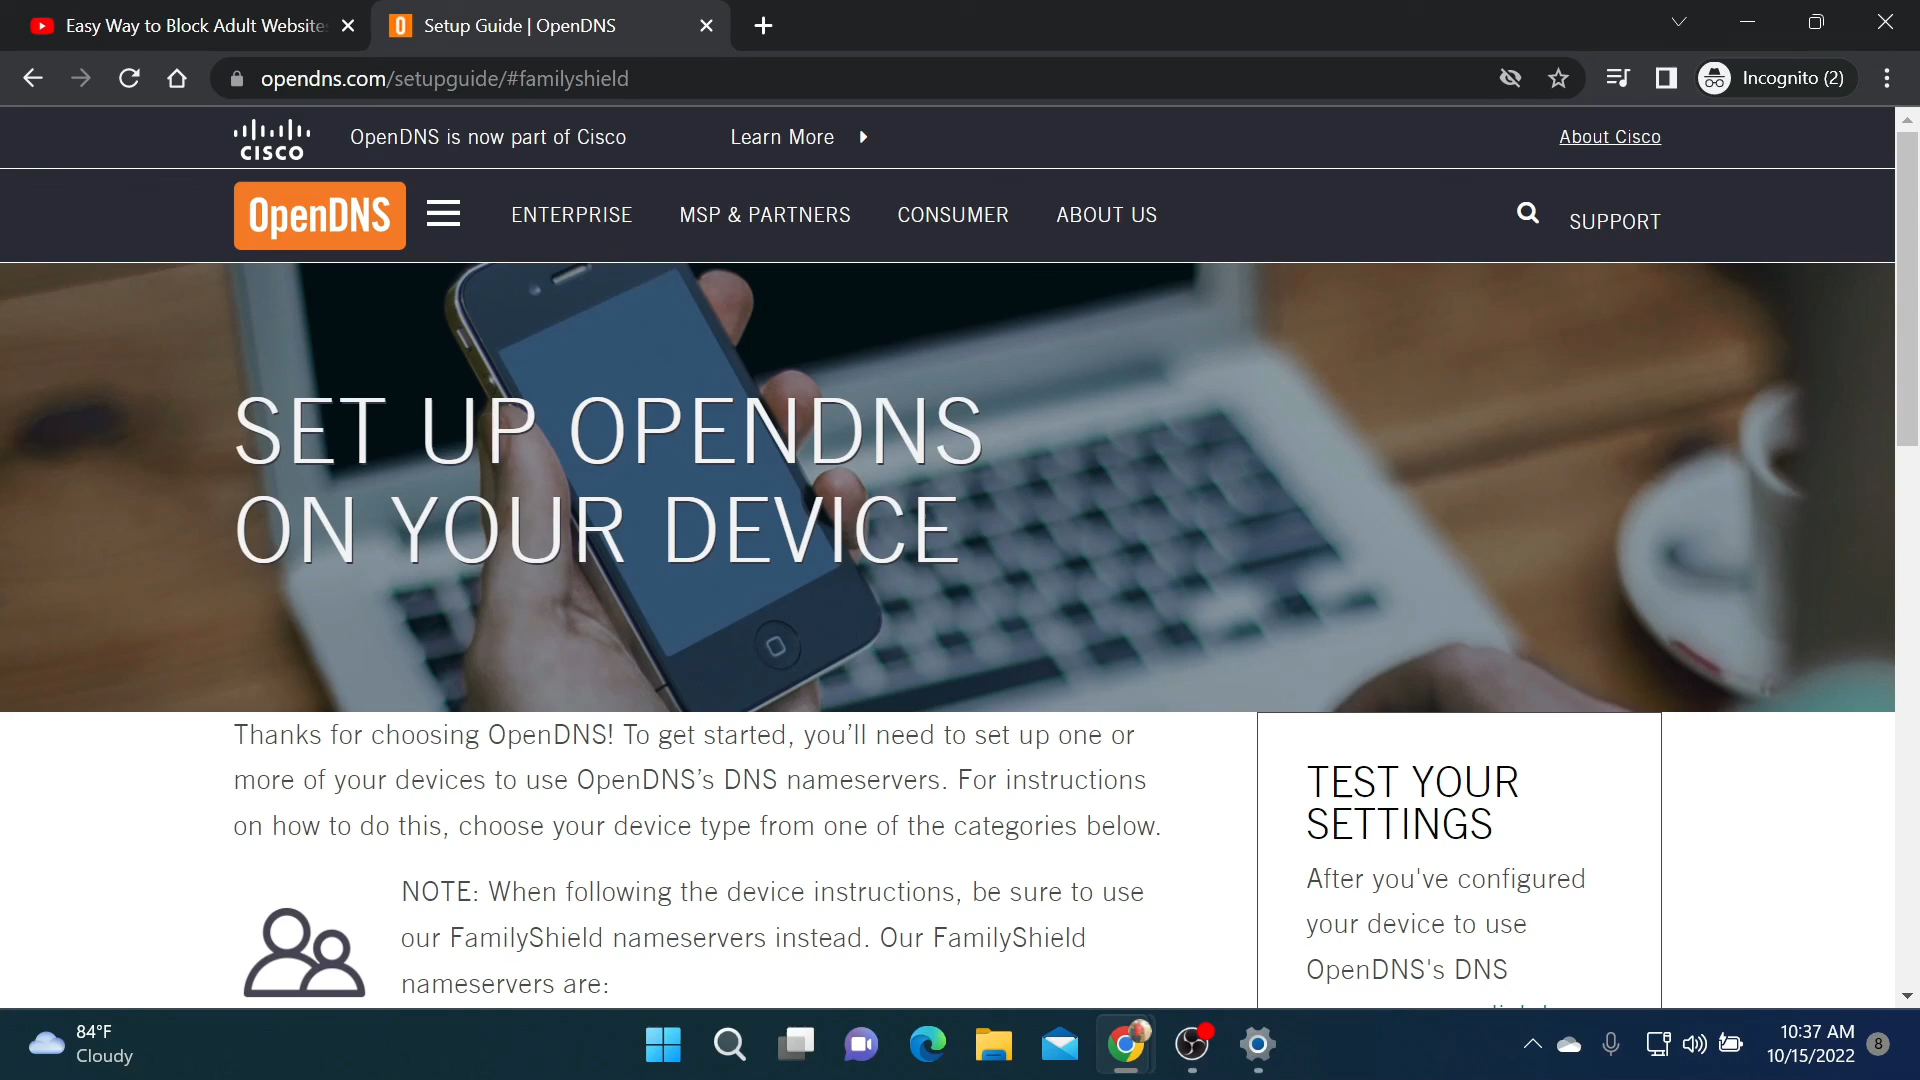 Easy Way to Block Adult Website
Setup Guide | OpenDNS
opendns.com/setupguide/#familyshield
Incognito (2)
CISCO
OpenDNS is now part of Cisco
Learn More
About Cisco
OpenDNS
ENTERPRISE
MSP & PARTNERS
CONSUMER
ABOUT US
SUPPORT
SET UP OPENDNS
ON YOUR DEVICE
Thanks for choosing OpenDNS! To get started, you’ll need to set up one or
more of your devices to use OpenDNS’s DNS nameservers. For instructions
on how to do this, choose your device type from one of the categories below.
NOTE: When following the device instructions, be sure to use
our FamilyShield nameservers instead. Our FamilyShield
nameservers are:
TEST YOUR
SETTINGS
After you've configured
your device to use
OpenDNS's DNS
84°F
Cloudy
10:37 AM
10/15/2022
8